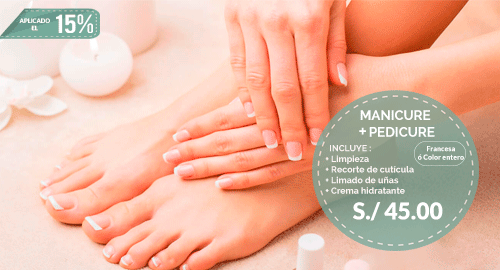 APLICADO
EL
15%
MANICURE
+ PEDICURE
INCLUYE :
• Limpieza
• Recorte de cutícula
• Limado de uñas
• Crema hidratante
Francesa
ó Color entero
S./ 45.00